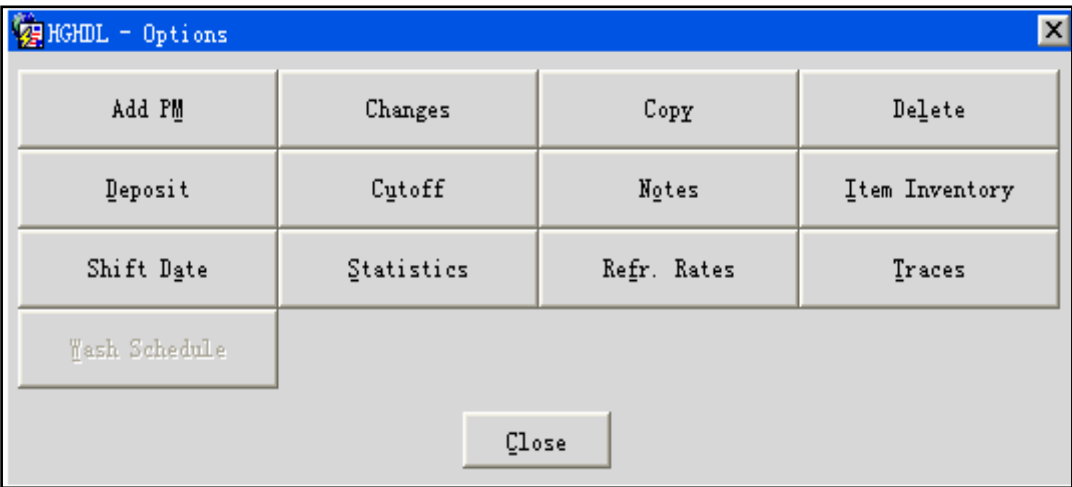 HGHDL - Options
Add PM Changes Copy Delete
Deposit Cutoff Notes Item Inventory
Shift Date Statistics Refr. Rates Traces
Wash Schedule
Close